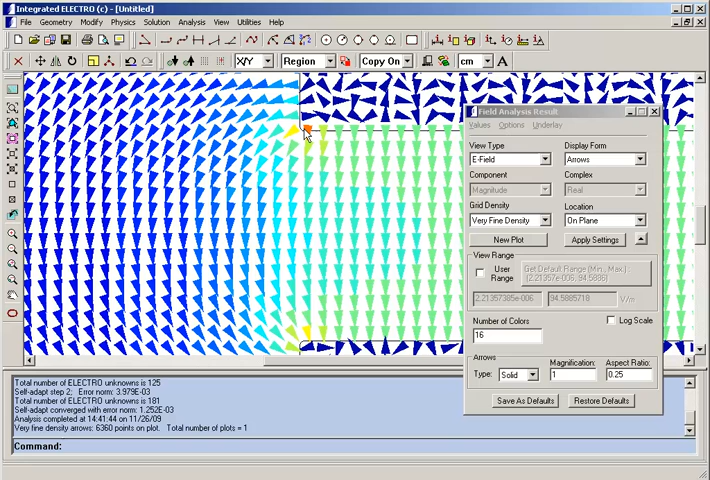 Integrated ELECTRO (c) - [Untitled]
File Geometry Modify Physics Solution Analysis View Utilities Help
X/Y Region Copy On cm A
Field Analysis Result
Values Options Underlay
View Type Display Form
E-Field Arrows
Component Complex
Magnitude Real
Grid Density Location
Very Fine Density On Plane
New Plot Apply Settings
View Range
User Range
Get Default Range (Min., Max.):
(2.21357e-006, 94.5886)
2.21357385e-006 94.5885718 V/m
Number of Colors Log Scale
16
Arrows
Type: Solid Magnification: 1 Aspect Ratio: 0.25
Save As Defaults Restore Defaults
Total number of ELECTRO unknowns is 125
Self-adapt step 2; Error norm: 3.979E-03
Total number of ELECTRO unknowns is 181
Self-adapt converged with error norm: 1.252E-03
Analysis completed at 14:41:44 on 11/26/09
Very fine density arrows: 6360 points on plot. Total number of plots = 1
Command: